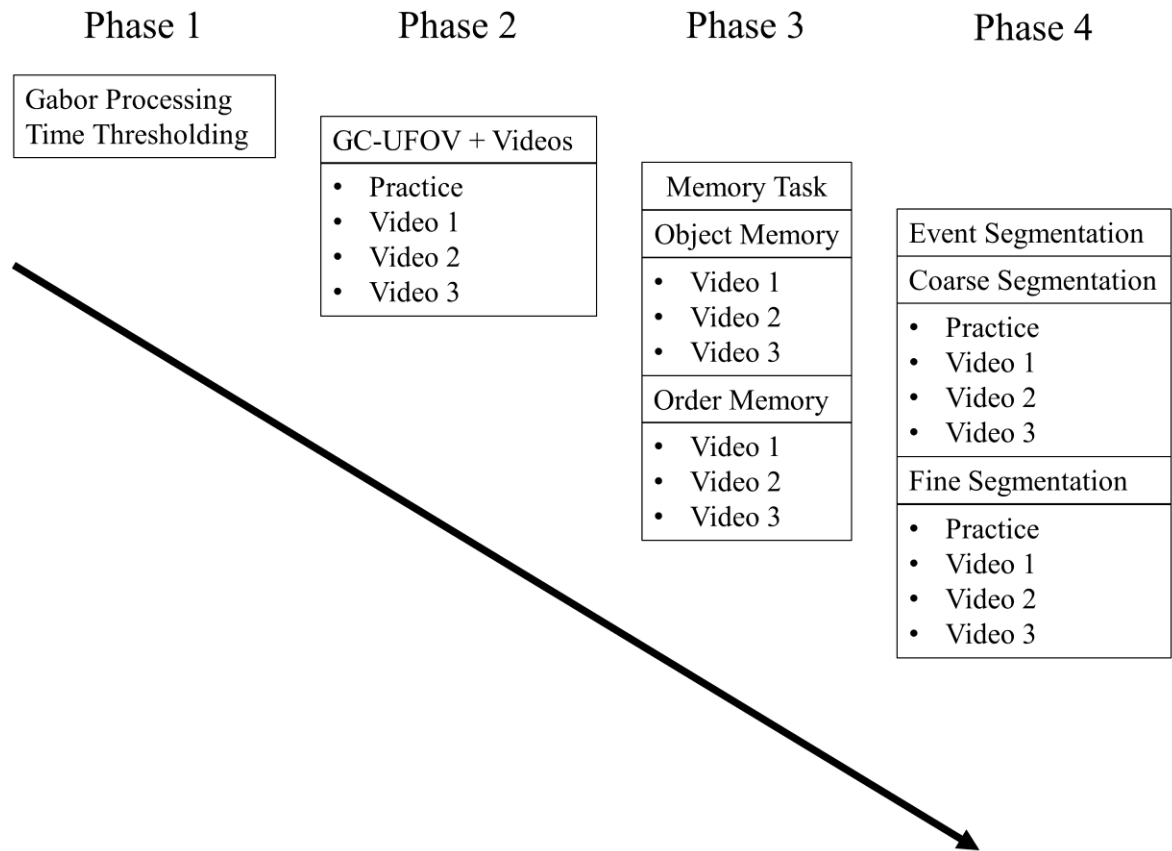 Phase 1
Phase 2
Phase 3
Phase 4
Gabor Processing
Time Thresholding
GC-UFOV + Videos
• Practice
• Video 1
• Video 2
• Video 3
Memory Task
Object Memory
• Video 1
• Video 2
• Video 3
Order Memory
• Video 1
• Video 2
• Video 3
Event Segmentation
Coarse Segmentation
• Practice
• Video 1
• Video 2
• Video 3
Fine Segmentation
• Practice
• Video 1
• Video 2
• Video 3